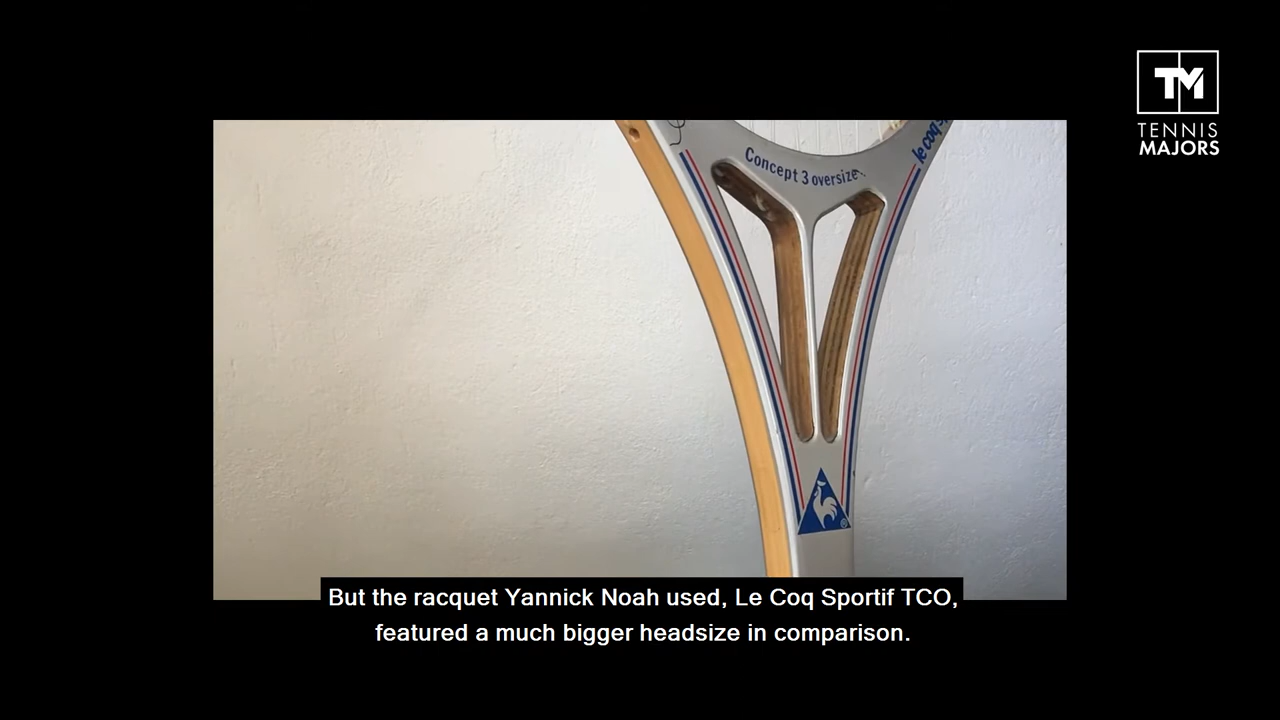 TM
TENNIS
MAJORS
Concept 3 oversize
le coq
But the racquet Yannick Noah used, Le Coq Sportif TCO,
featured a much bigger headsize in comparison.